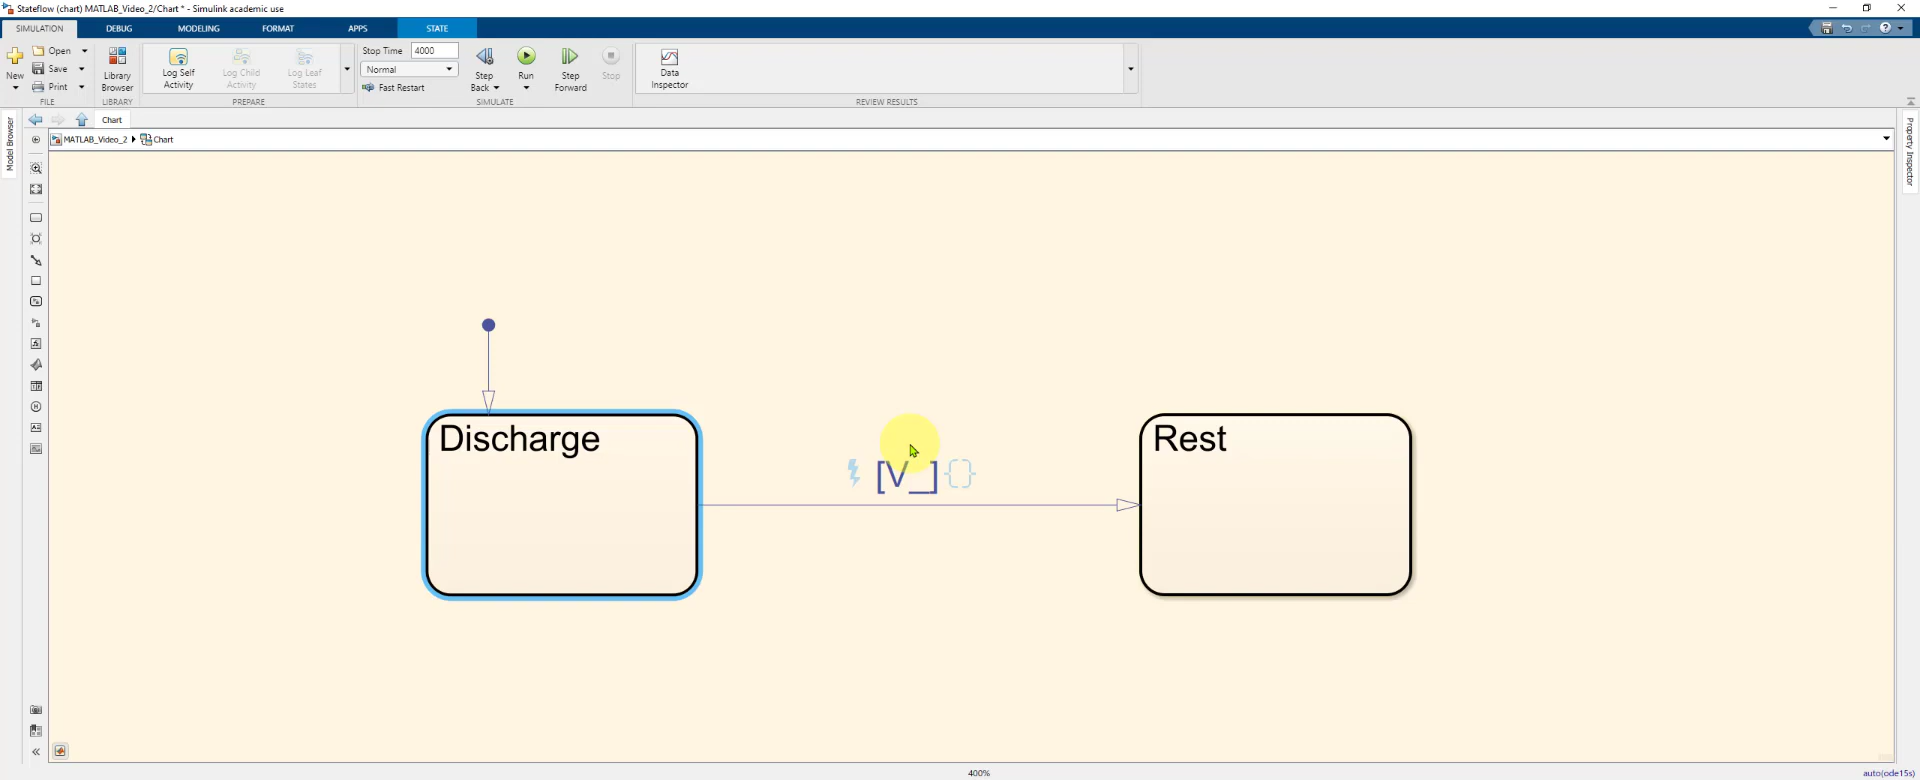 Stateflow (chart) MATLAB_Video_2/Chart * - Simulink academic use
SIMULATION DEBUG MODELING FORMAT APPS STATE
New
Open
Save
Print
FILE
Library Browser
LIBRARY
Log Self Activity
Log Child Activity
Log Leaf States
PREPARE
Stop Time 4000
Normal
Fast Restart
Step Back
Run
Step Forward
Stop
SIMULATE
Data Inspector
REVIEW RESULTS
Model Browser
Chart
MATLAB_Video_2 Chart
Property Inspector
Discharge
[V_]{}
Rest
400%
auto(ode15s)